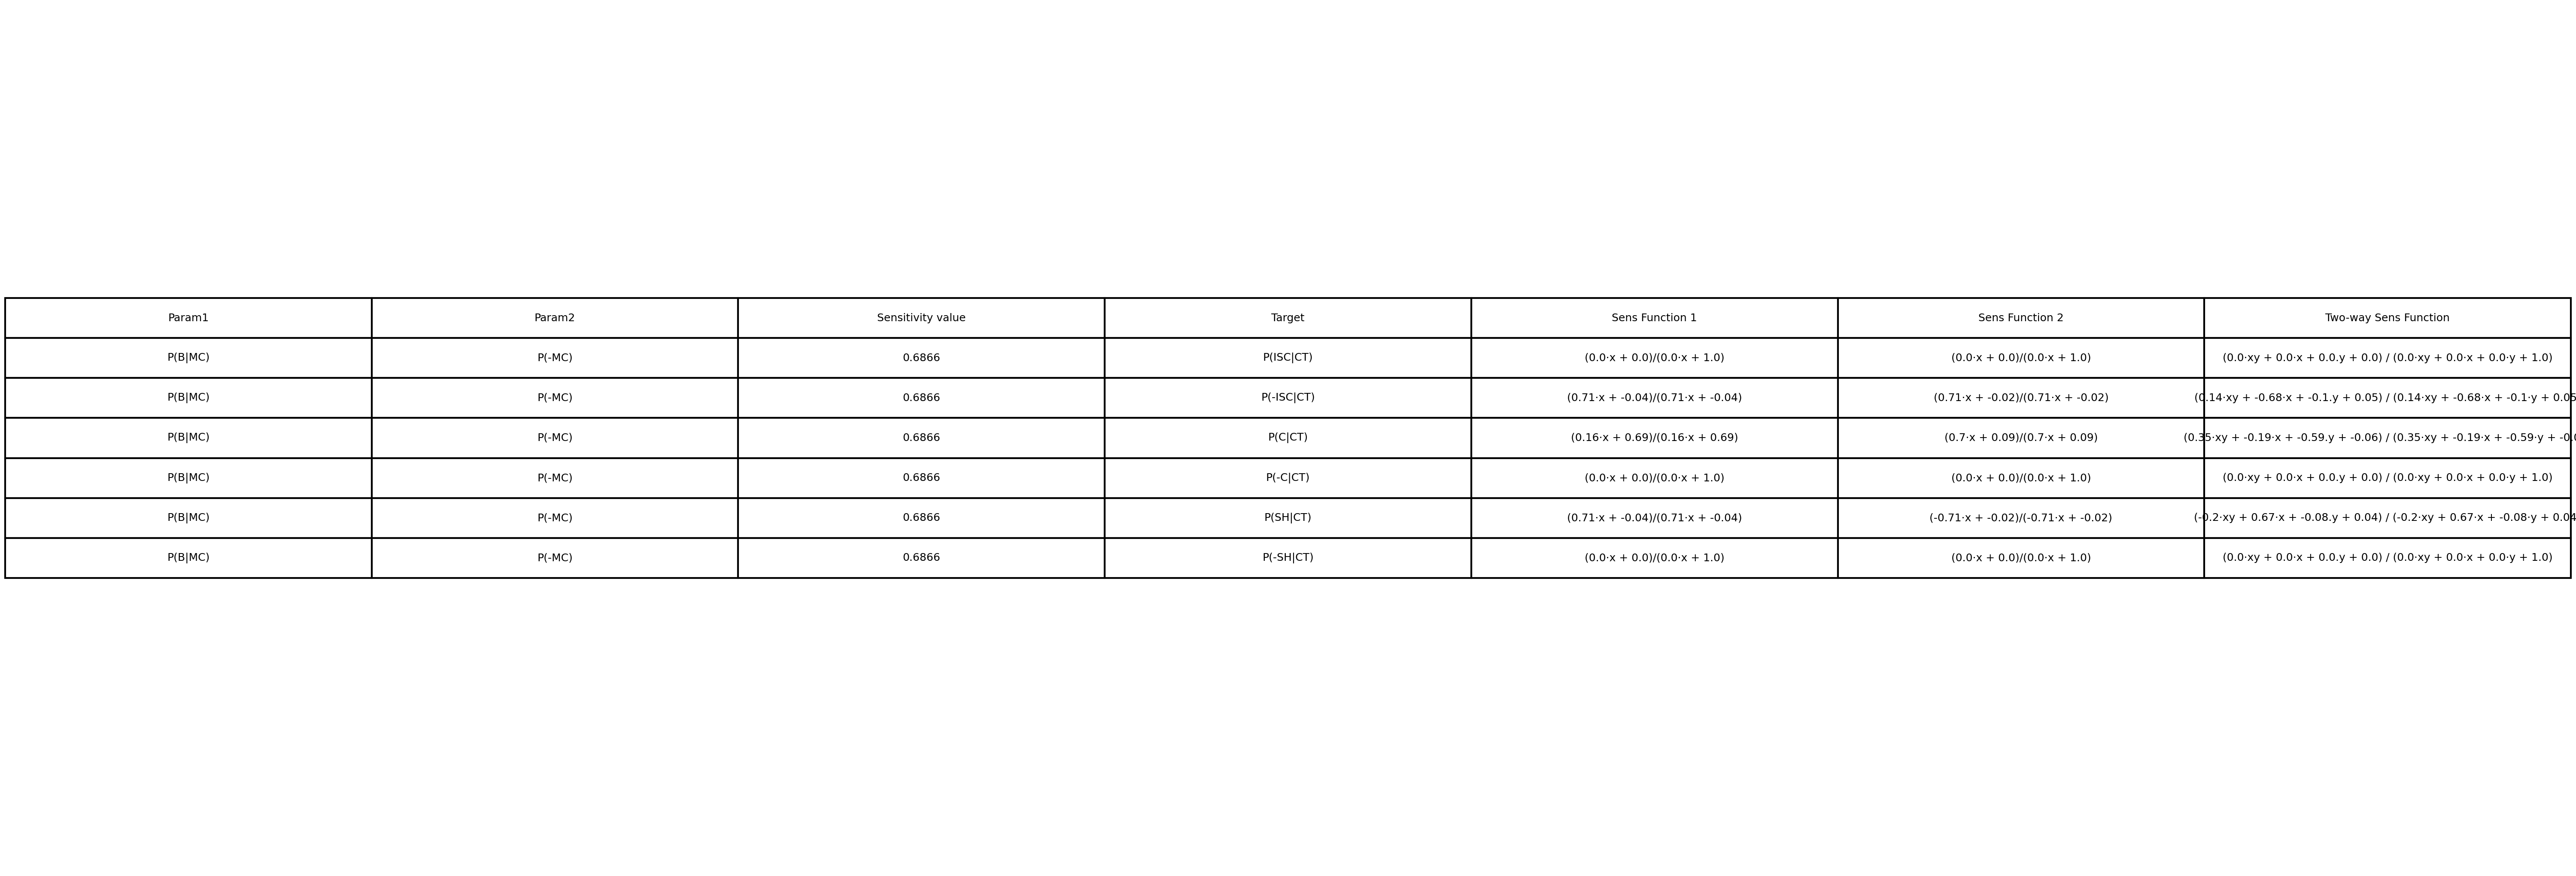 Param1 Param2 Sensitivity value Target Sens Function 1 Sens Function 2 Two-way Sens Function
P(B|MC) P(-MC) 0.6866 P(ISC|CT) (0.0·x + 0.0)/(0.0·x + 1.0) (0.0·x + 0.0)/(0.0·x + 1.0) (0.0·xy + 0.0·x + 0.0.y + 0.0) / (0.0·xy + 0.0·x + 0.0·y + 1.0)
P(B|MC) P(-MC) 0.6866 P(-ISC|CT) (0.71·x + -0.04)/(0.71·x + -0.04) (0.71·x + -0.02)/(0.71·x + -0.02) (0.14·xy + -0.68·x + -0.1.y + 0.05) / (0.14·xy + -0.68·x + -0.1·y + 0.05
P(B|MC) P(-MC) 0.6866 P(C|CT) (0.16·x + 0.69)/(0.16·x + 0.69) (0.7·x + 0.09)/(0.7·x + 0.09) (0.35·xy + -0.19·x + -0.59.y + -0.06) / (0.35·xy + -0.19·x + -0.59·y +
P(B|MC) P(-MC) 0.6866 P(-C|CT) (0.0·x + 0.0)/(0.0·x + 1.0) (0.0·x + 0.0)/(0.0·x + 1.0) (0.0·xy + 0.0·x + 0.0.y + 0.0) / (0.0·xy + 0.0·x + 0.0·y + 1.0)
P(B|MC) P(-MC) 0.6866 P(SH|CT) (0.71·x + -0.04)/(0.71·x + -0.04) (-0.71·x + -0.02)/(-0.71·x + -0.02) (-0.2·xy + 0.67·x + -0.08.y + 0.04) / (-0.2·xy + 0.67·x + -0.08·y + 0.04
P(B|MC) P(-MC) 0.6866 P(-SH|CT) (0.0·x + 0.0)/(0.0·x + 1.0) (0.0·x + 0.0)/(0.0·x + 1.0) (0.0·xy + 0.0·x + 0.0.y + 0.0) / (0.0·xy + 0.0·x + 0.0·y + 1.0)